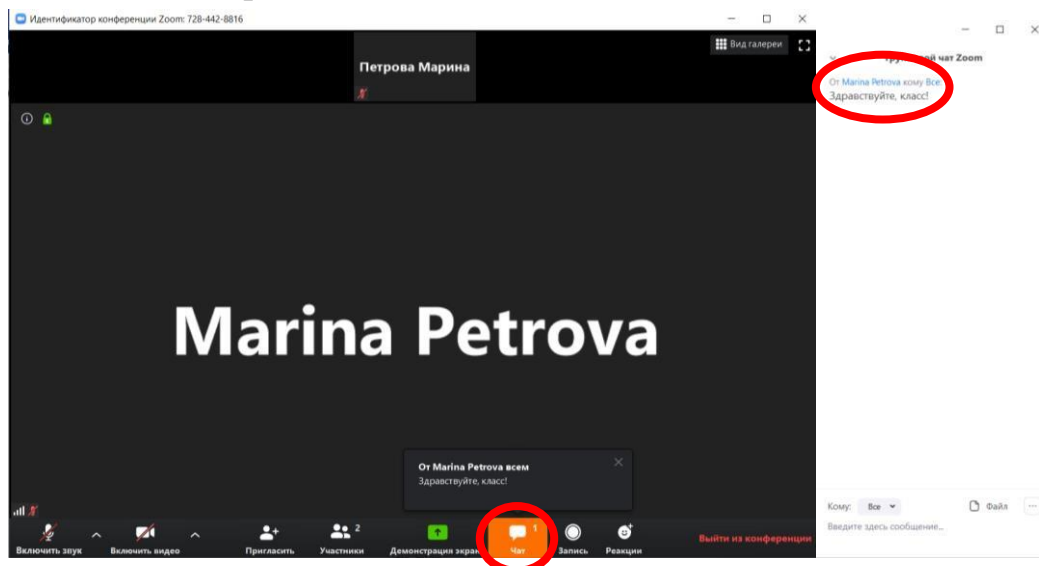 Идентификатор конференции Zoom: 728-442-8816
Петрова Марина
Вид галереи
чат Zoom
От Marina Petrova кому Все:
Здравствуйте, класс!
Marina Petrova
От Marina Petrova всем
Здравствуйте, класс!
Кому: Все
Файл
Введите здесь сообщение...
Включить звук
Включить видео
Пригласить
Участники 2
Демонстрация экран
Чат 1
Запись
Реакции
Выйти из конференции